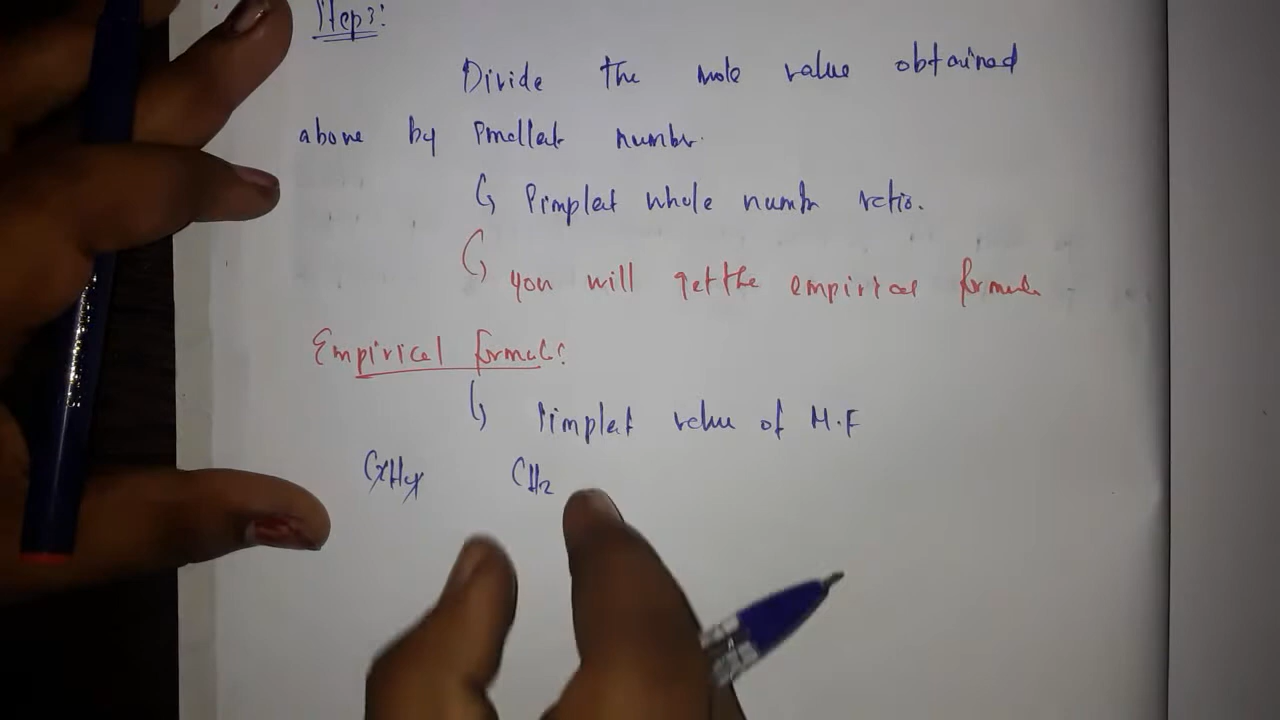 Step 3:
Divide the mole value obtained
above by smallest number.
↳ Simplest whole number ratio.
↳ you will get the empirical formula
Empirical formula:
↳ Simplest value of M.F
CxHy CH2